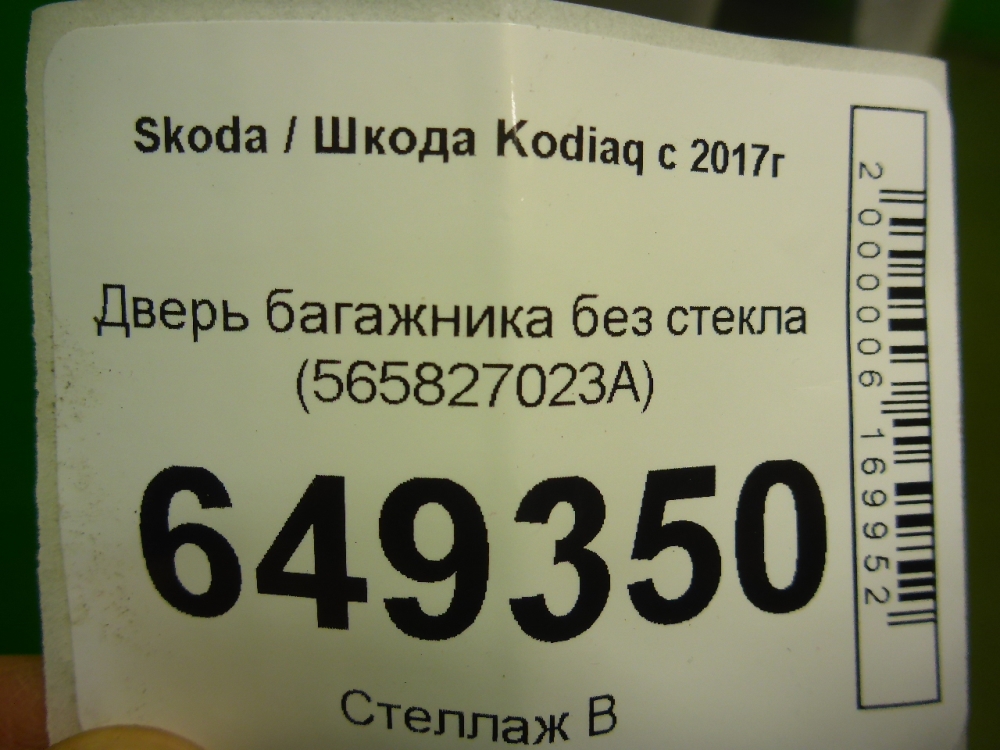 Skoda / Шкода Kodiaq с 2017г
Дверь багажника без стекла
(565827023A)
649350
Стеллаж В
2000006169952